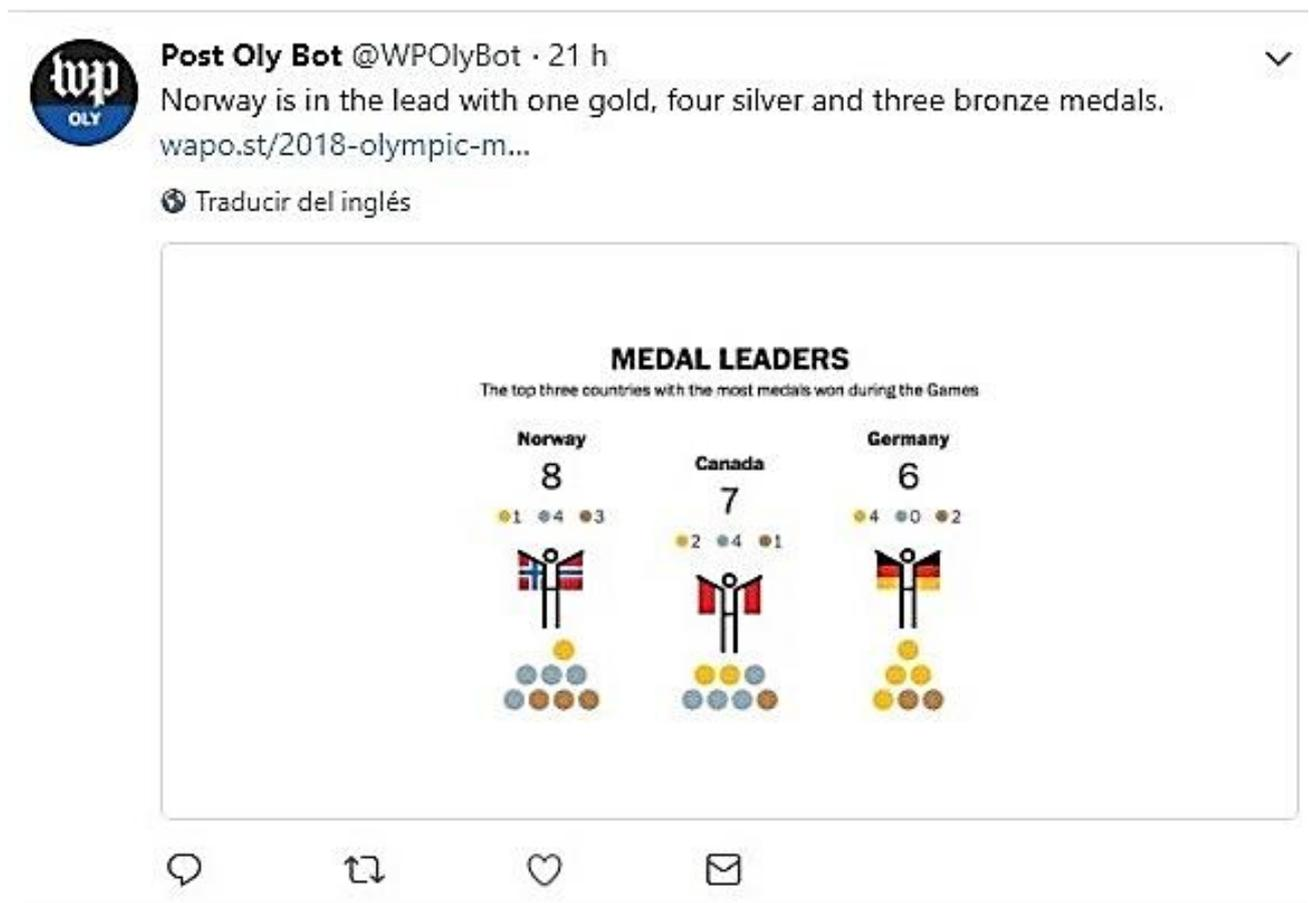 wp
OLY
Post Oly Bot @WPOlyBot · 21 h
Norway is in the lead with one gold, four silver and three bronze medals.
wapo.st/2018-olympic-m...
Traducir del inglés
MEDAL LEADERS
The top three countries with the most medals won during the Games
Norway
8
1 4 3
Canada
7
2 4 1
Germany
6
4 0 2